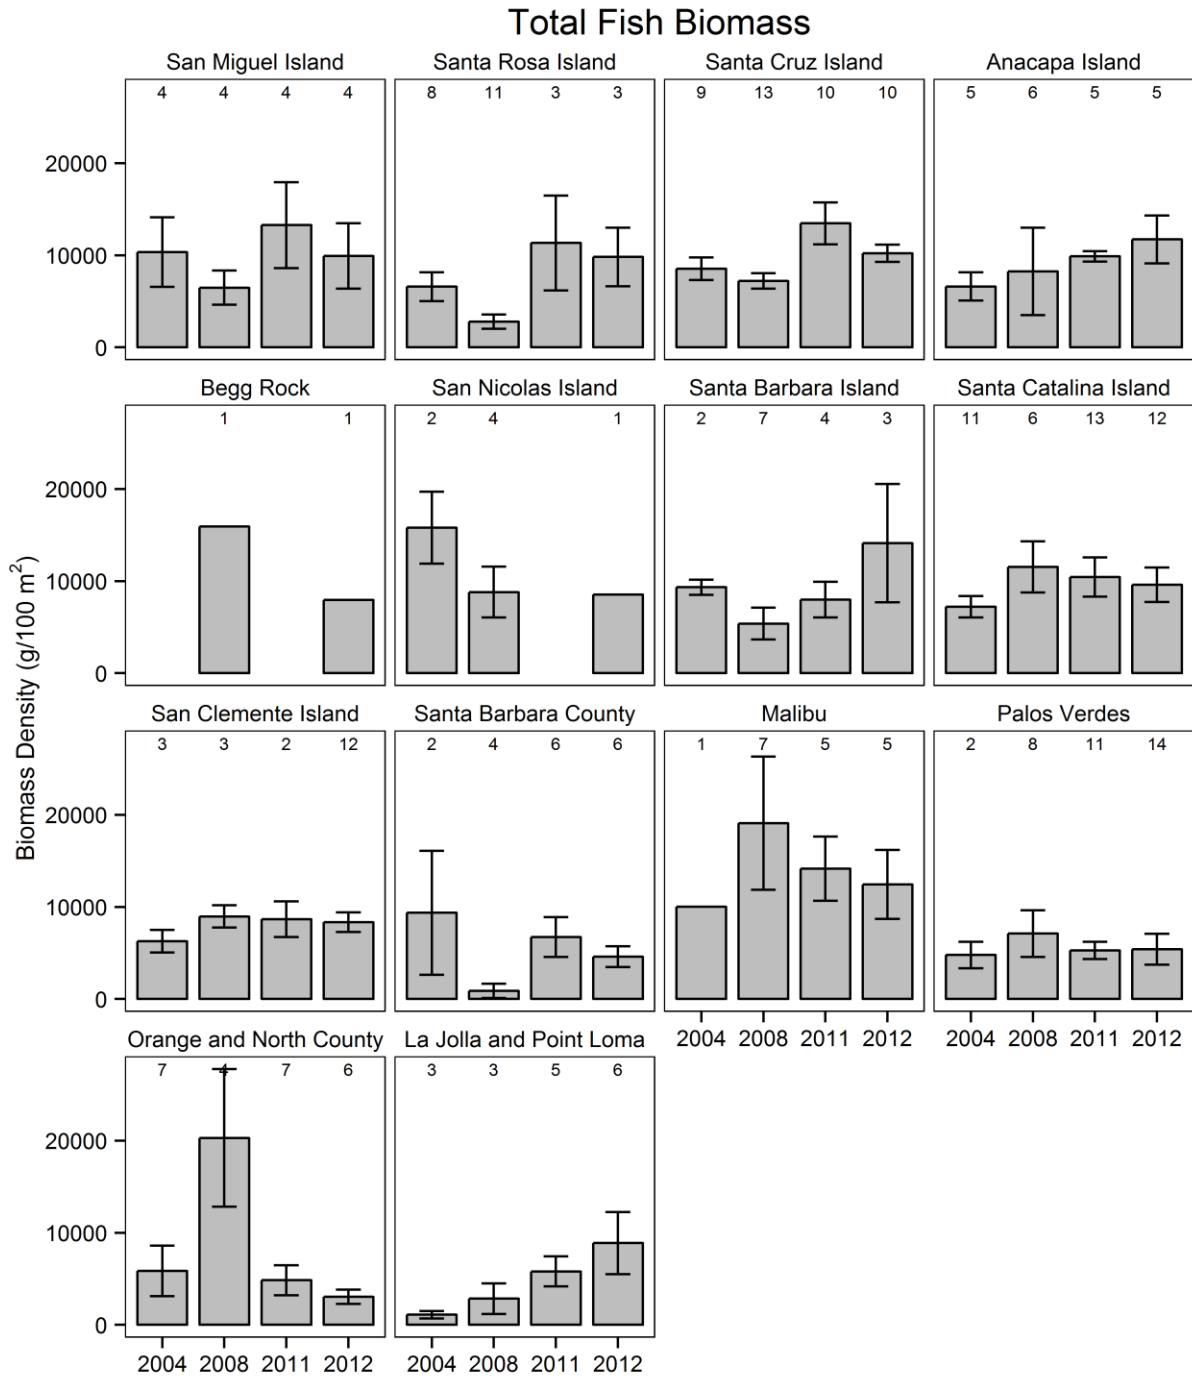 Total Fish Biomass
San Miguel Island Santa Rosa Island Santa Cruz Island Anacapa Island
4 4 4 4 8 11 3 3 9 13 10 10 5 6 5 5
20000
10000
0
Begg Rock San Nicolas Island Santa Barbara Island Santa Catalina Island
1 1 2 4 1 2 7 4 3 11 6 13 12
20000
10000
0
Biomass Density (g/100 m²)
San Clemente Island Santa Barbara County Malibu Palos Verdes
3 3 2 12 2 4 6 6 1 7 5 5 2 8 11 14
20000
10000
0
2004 2008 2011 2012 2004 2008 2011 2012
Orange and North County La Jolla and Point Loma
7 4 7 6 3 3 5 6
20000
10000
0
2004 2008 2011 2012 2004 2008 2011 2012